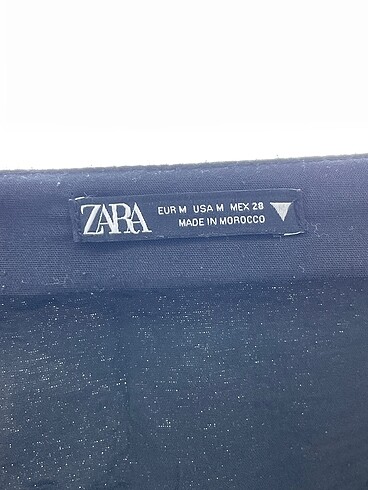 ZARA
EUR M USA M MEX 28
MADE IN MOROCCO